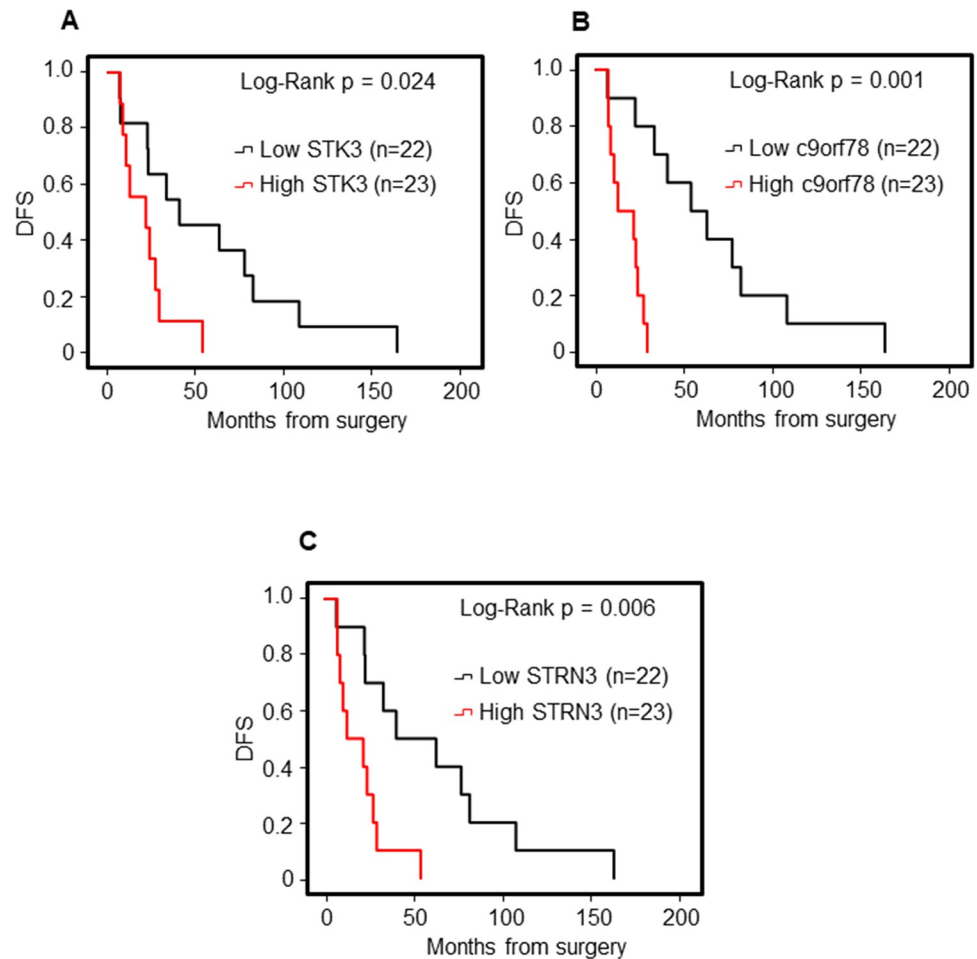 A
Log-Rank p = 0.024
Low STK3 (n=22)
High STK3 (n=23)
DFS
1.0
0.8
0.6
0.4
0.2
0
0 50 100 150 200
Months from surgery
B
Log-Rank p = 0.001
Low c9orf78 (n=22)
High c9orf78 (n=23)
DFS
1.0
0.8
0.6
0.4
0.2
0
0 50 100 150 200
Months from surgery
C
Log-Rank p = 0.006
Low STRN3 (n=22)
High STRN3 (n=23)
DFS
1.0
0.8
0.6
0.4
0.2
0
0 50 100 150 200
Months from surgery